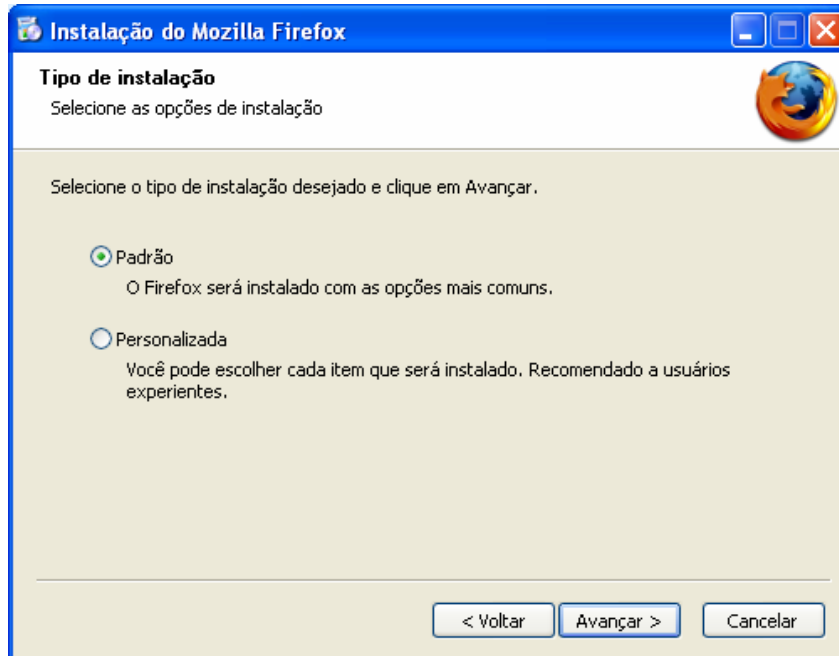 Instalação do Mozilla Firefox
Tipo de instalação
Selecione as opções de instalação
Selecione o tipo de instalação desejado e clique em Avançar.
Padrão
O Firefox será instalado com as opções mais comuns.
Personalizada
Você pode escolher cada item que será instalado. Recomendado a usuários
experientes.
< Voltar Avançar > Cancelar